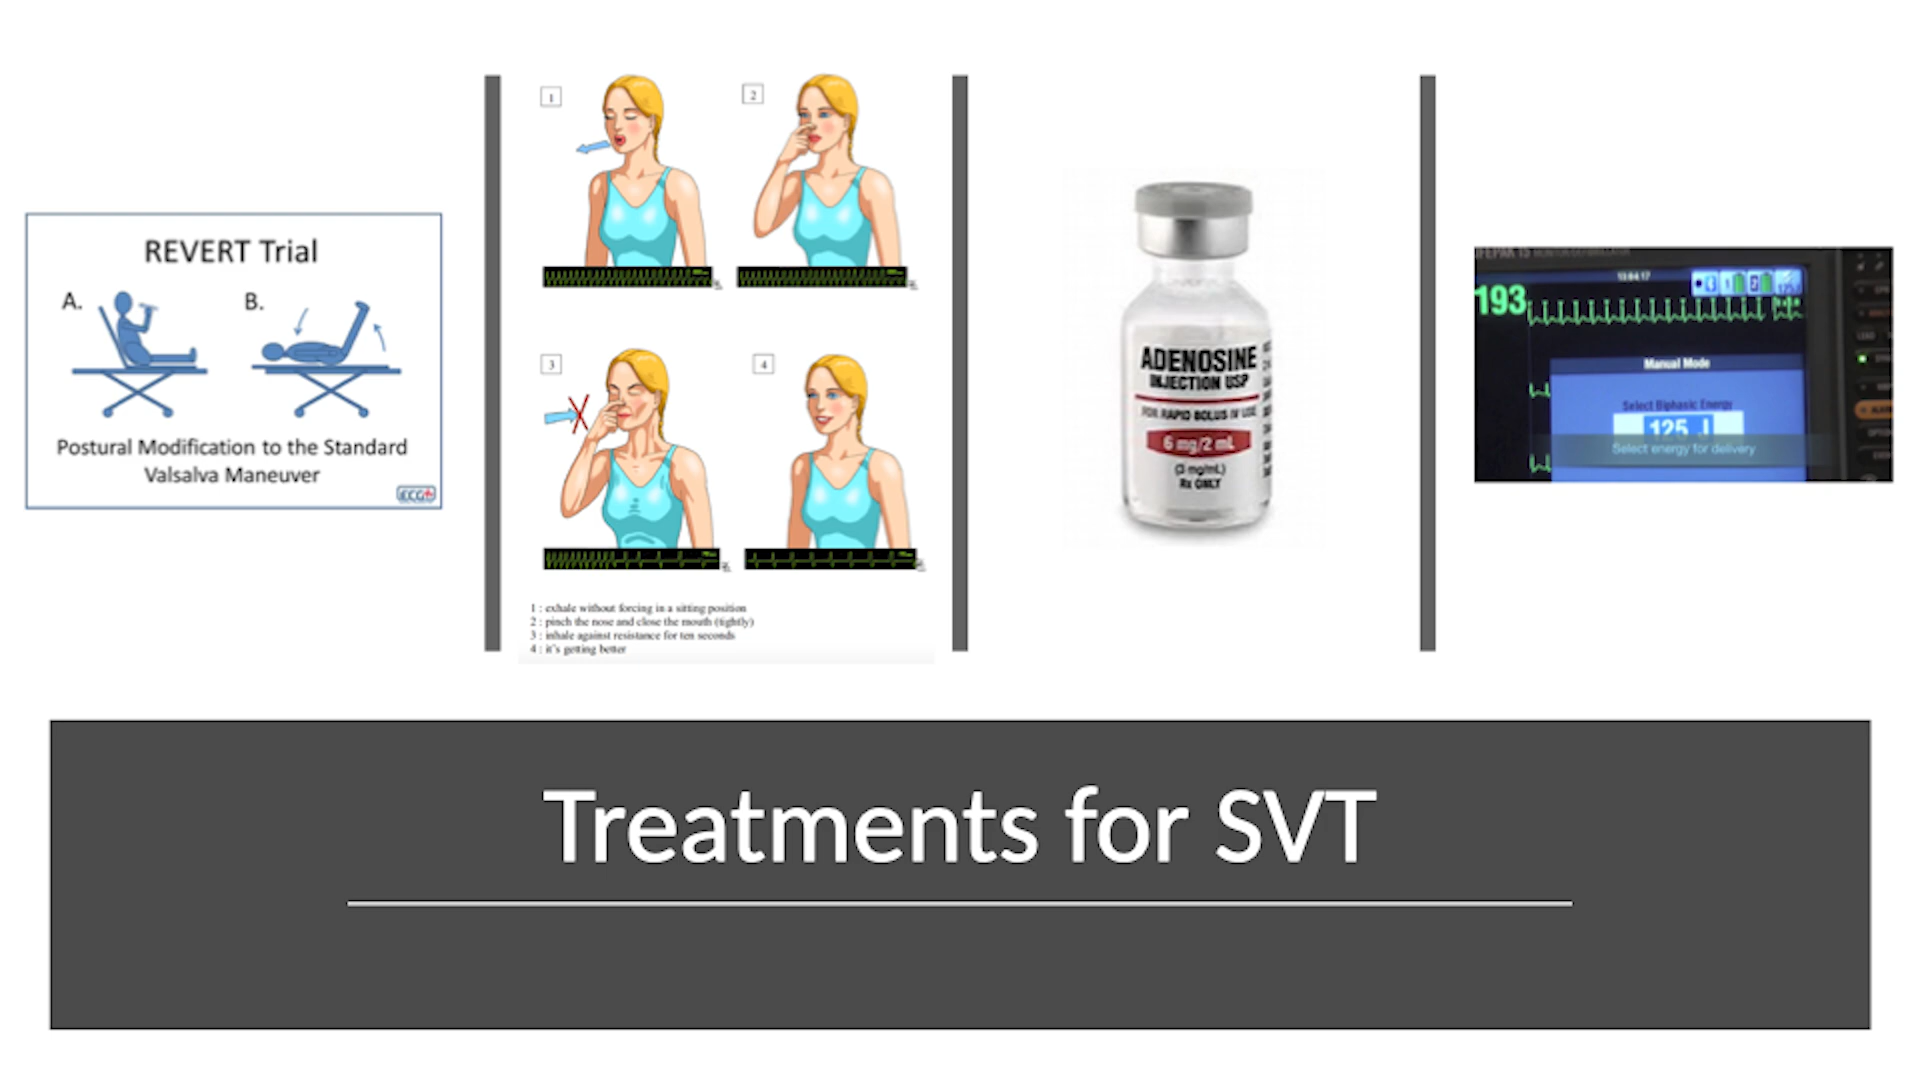 REVERT Trial
A.
B.
Postural Modification to the Standard
Valsalva Maneuver
ECG
1
2
3
4
1 : exhale without forcing in a sitting position
2 : pinch the nose and close the mouth (tightly)
3 : inhale against resistance for ten seconds
4 : it's getting better
ADENOSINE
INJECTION USP
FOR RAPID BOLUS IV USE
6 mg/2 mL
(3 mg/mL)
Rx ONLY
193
Manual Mode
Select Biphasic Energy
125 J
Select energy for delivery
Treatments for SVT